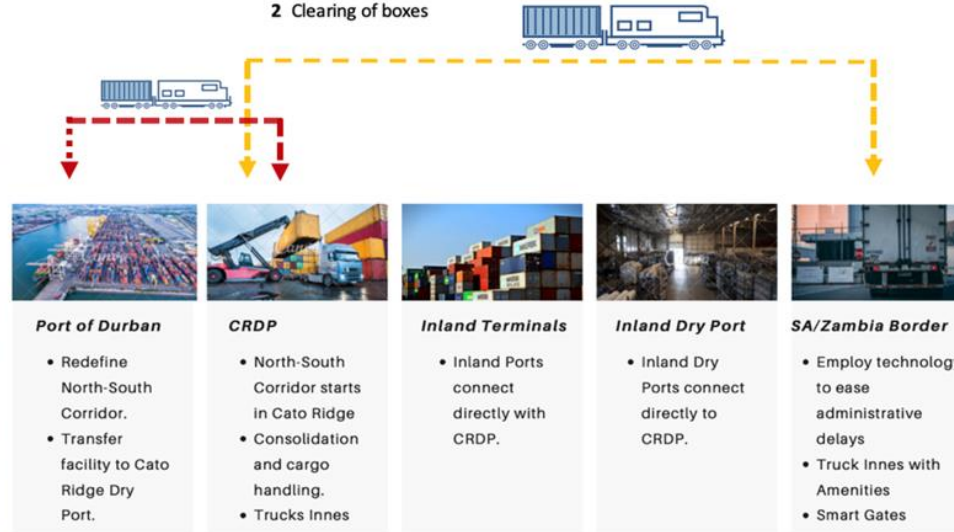 2 Clearing of boxes
Port of Durban
• Redefine
North-South
Corridor.
• Transfer
facility to Cato
Ridge Dry
Port.
CRDP
• North-South
Corridor starts
in Cato Ridge
• Consolidation
and cargo
handling.
• Trucks Innes
Inland Terminals
• Inland Ports
connect
directly with
CRDP.
Inland Dry Port
• Inland Dry
Ports connect
directly to
CRDP.
SA/Zambia Border
• Employ technolog
to ease
administrative
delays
• Truck Innes with
Amenities
• Smart Gates